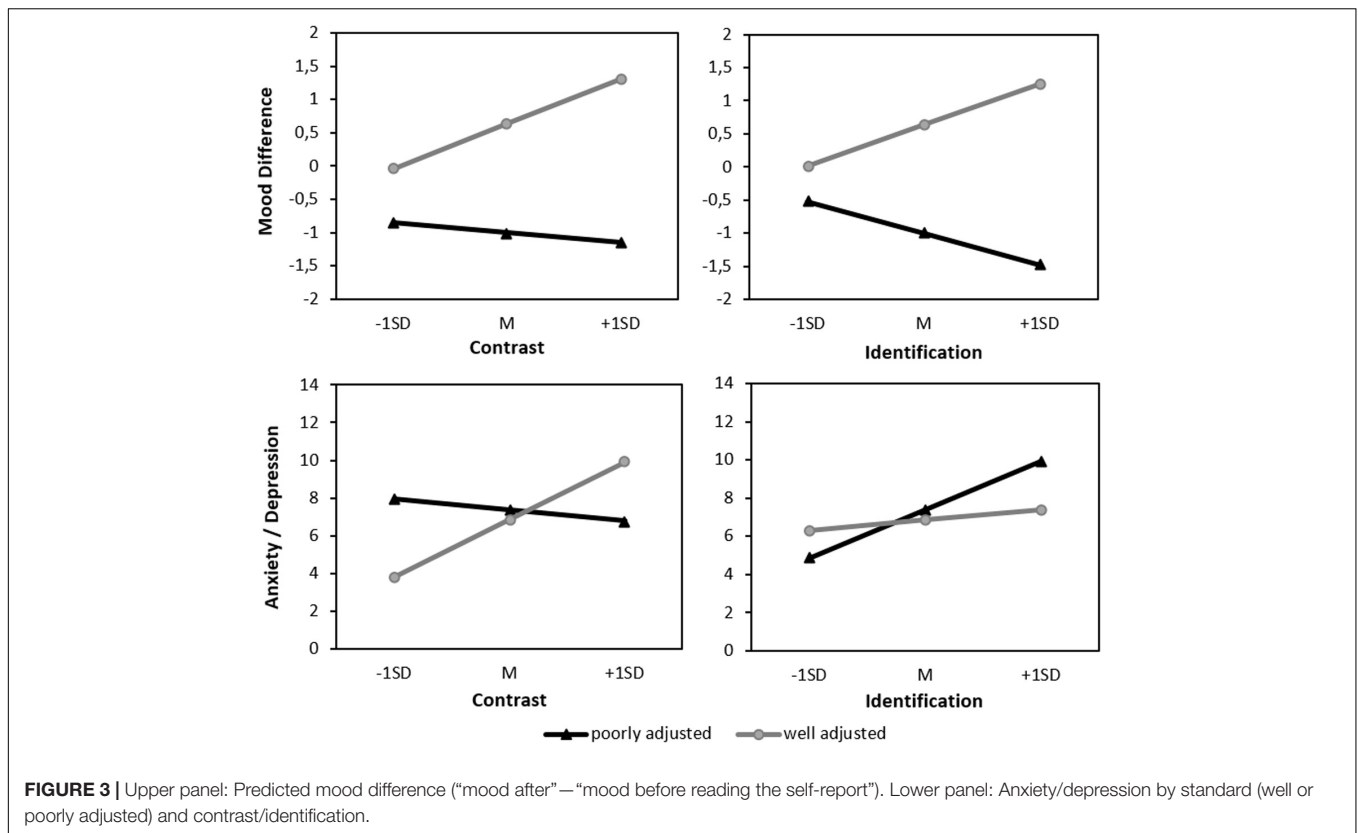 2
1,5
1
0,5
0
-0,5
-1
-1,5
-2
Mood Difference
-1SD M +1SD
Contrast
2
1,5
1
0,5
0
-0,5
-1
-1,5
-2
-1SD M +1SD
Identification
14
12
10
8
6
4
2
0
Anxiety / Depression
-1SD M +1SD
Contrast
14
12
10
8
6
4
2
0
-1SD M +1SD
Identification
poorly adjusted well adjusted
FIGURE 3 | Upper panel: Predicted mood difference (“mood after”—“mood before reading the self-report”). Lower panel: Anxiety/depression by standard (well or
poorly adjusted) and contrast/identification.